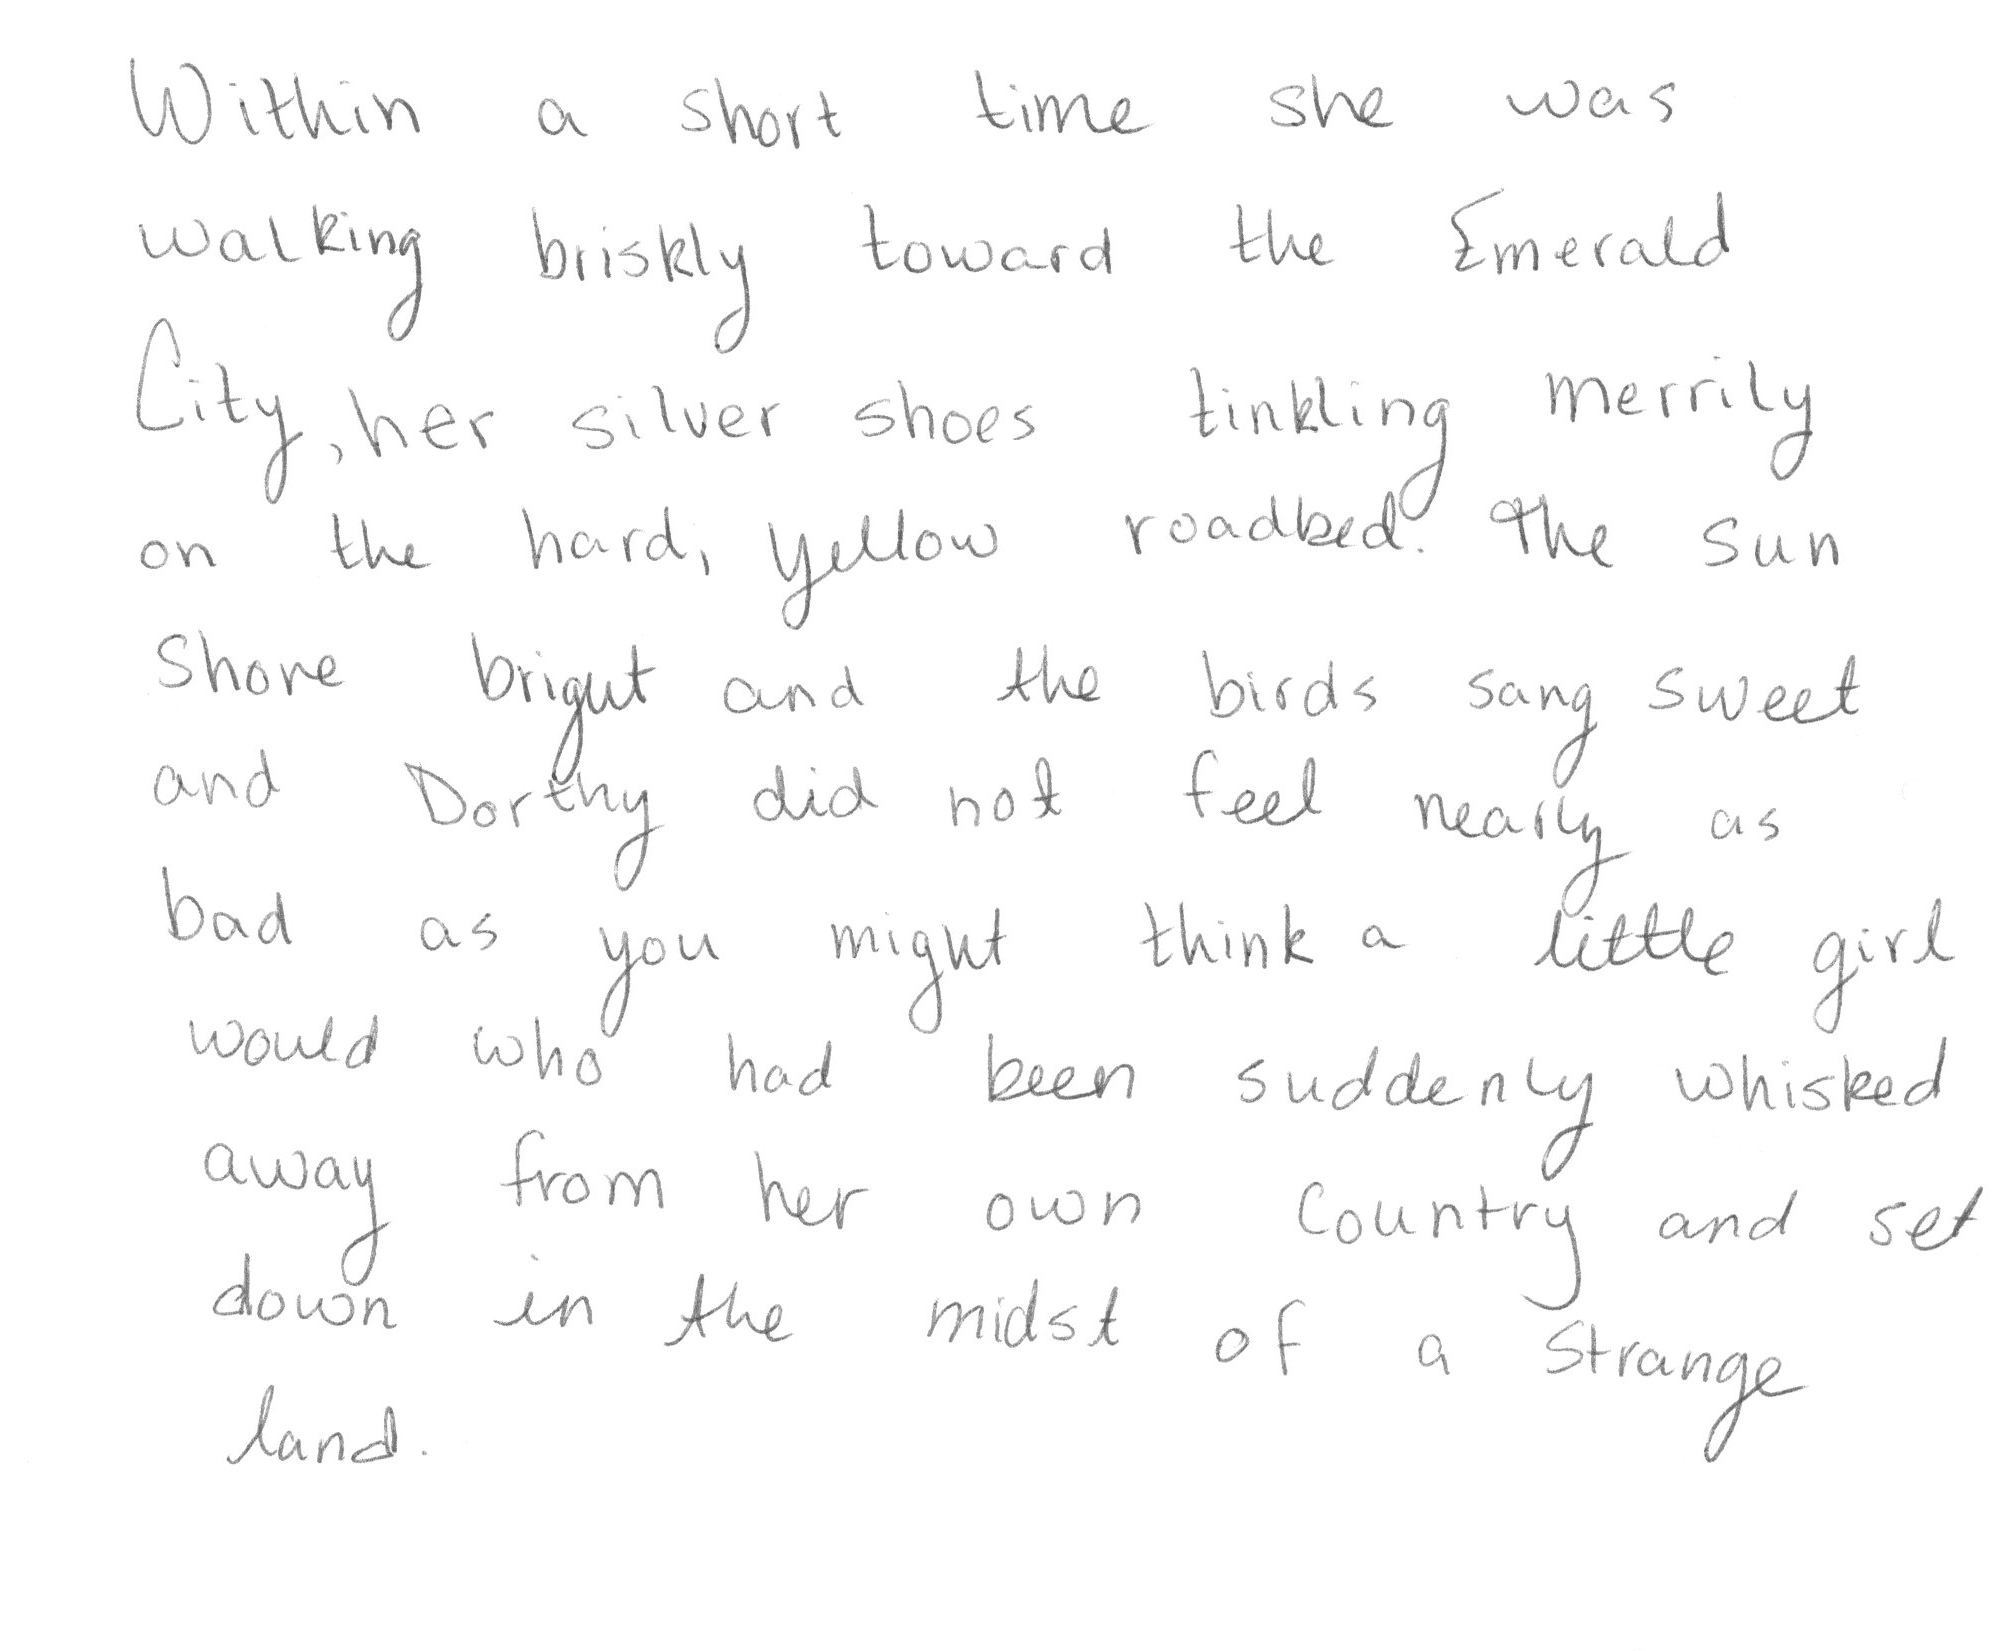 Within a short time she was
walking briskly toward the Emerald
City, her silver shoes tinkling merrily
on the hard, yellow roadbed. The sun
Shone bright and the birds sang sweet
and Dorthy did not feel nearly as
bad as you might think a little girl
would who had been suddenly whisked
away from her own Country and set
down in the midst of a Strange
land.